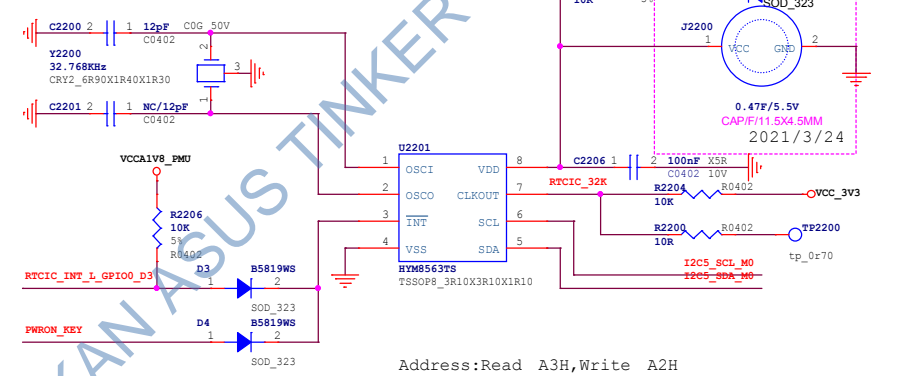 SOD_323
10K
C2200 2 1 12pF C0G 50V
C0402
J2200
1 VCC GND 2
Y2200
32.768KHz
CRY2_6R90X1R40X1R30
2
3
1
C2201 2 1 NC/12pF
C0402
0.47F/5.5V
CAP/F/11.5X4.5MM
2021/3/24
VCCA1V8_PMU
U2201
1 OSCI VDD 8
2 OSCO CLKOUT 7
3 INT SCL 6
4 VSS SDA 5
HYM8563TS
TSSOP8_3R10X3R10X1R10
C2206 1 2 100nF X5R
C0402 10V
RTCIC_32K
R2204 R0402
10K
VCC_3V3
R2200 R0402
10R
TP2200
tp_0r70
I2C5_SCL_M0
I2C5_SDA_M0
R2206
10K
5%
R0402
RTCIC_INT_L_GPIO0_D3
D3 B5819WS
1 2
SOD_323
PWRON_KEY
D4 B5819WS
1 2
SOD_323
Address:Read A3H,Write A2H
KAN ASUS TINKER